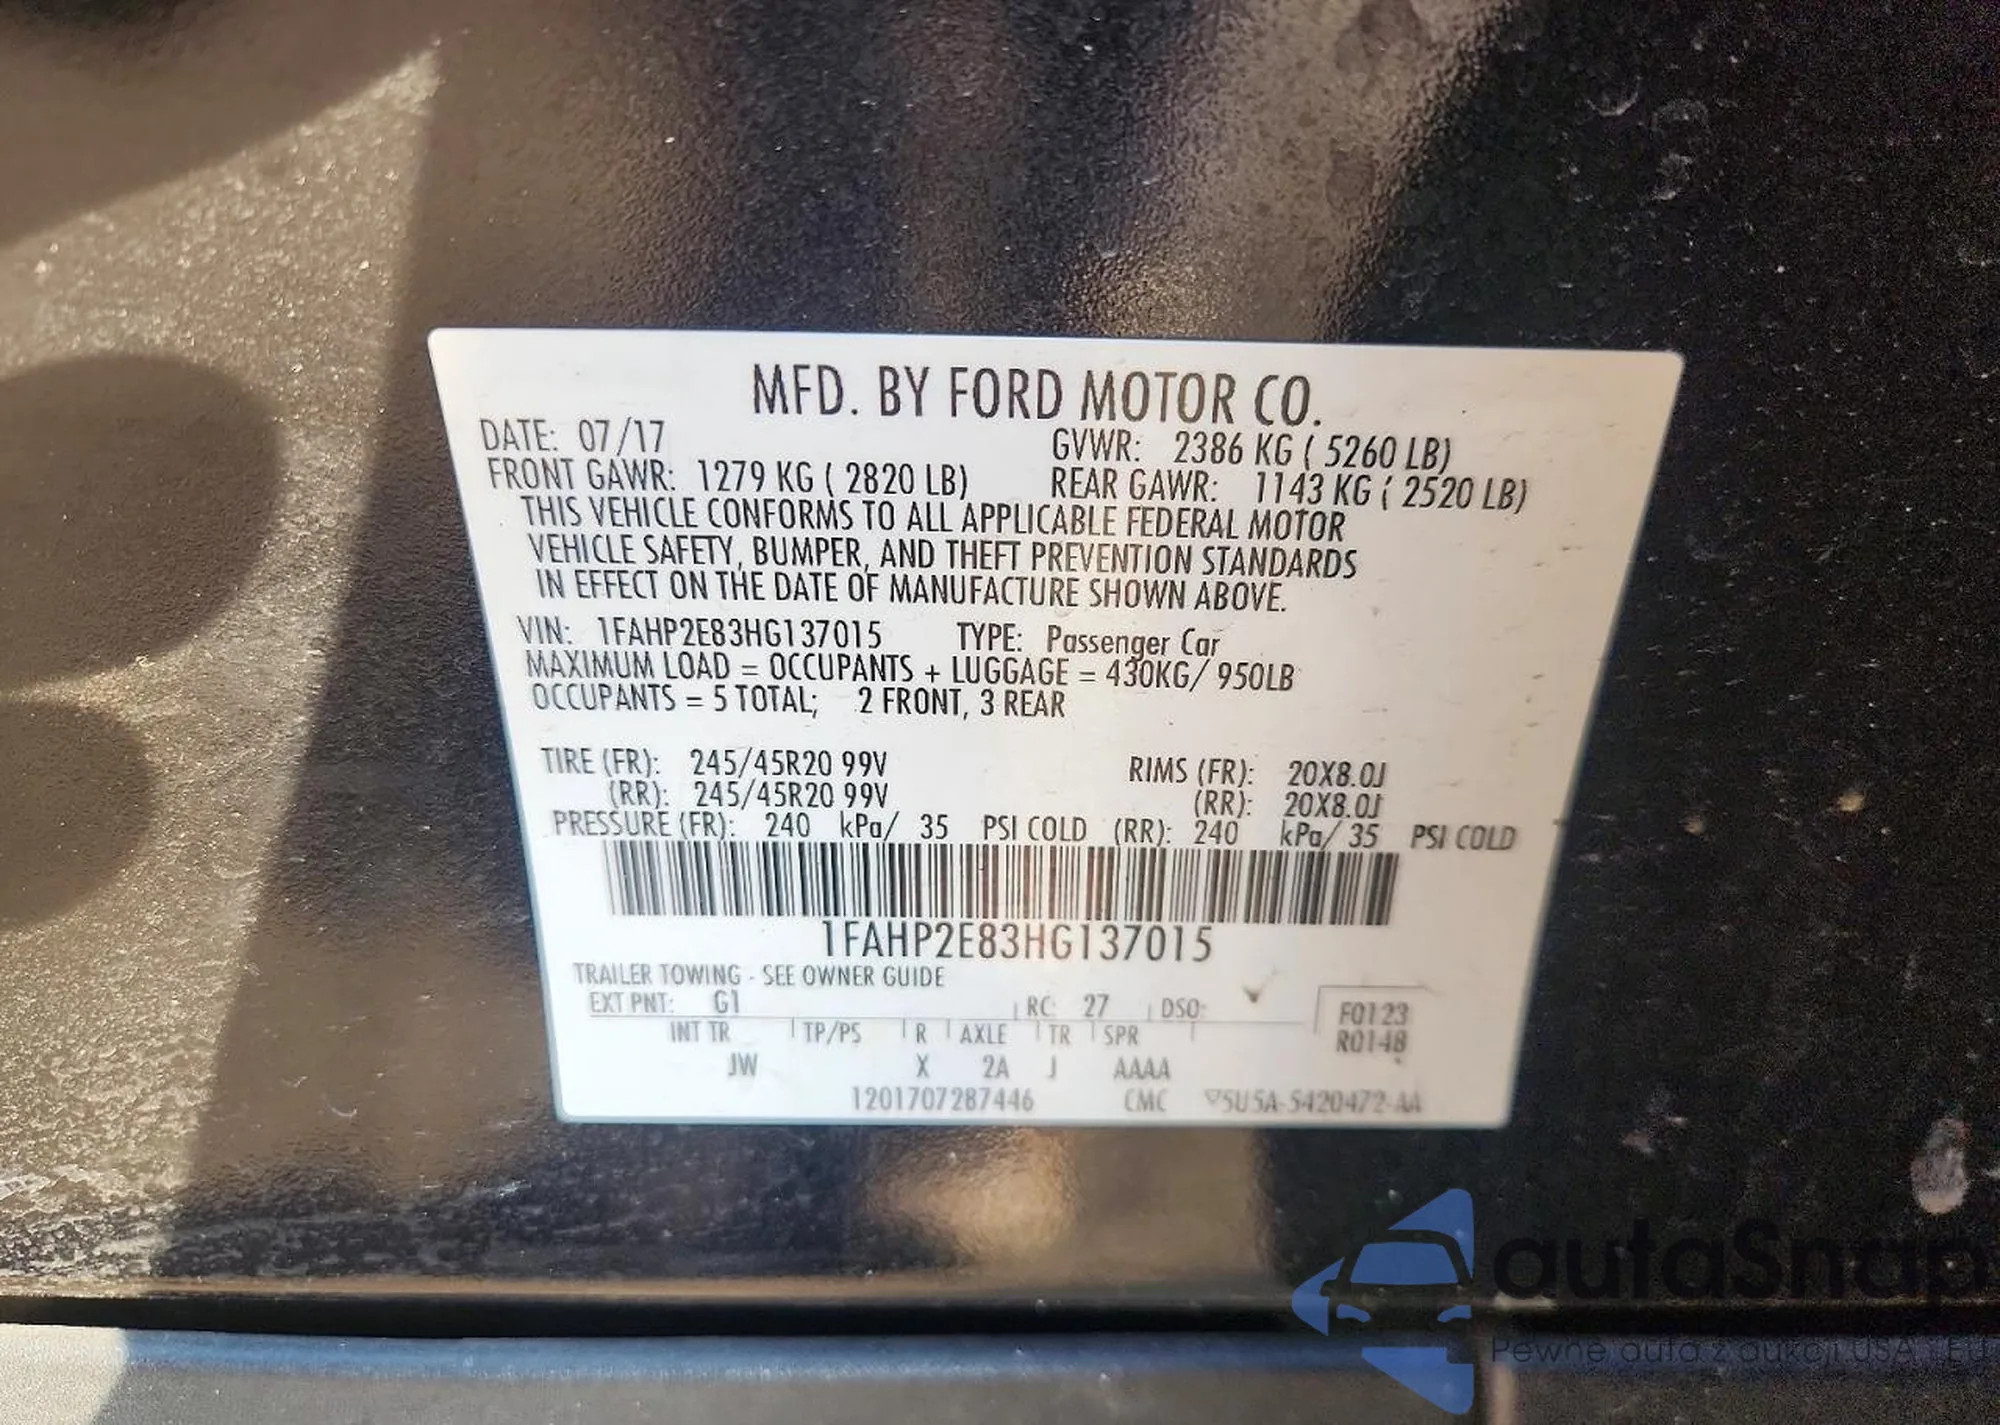 MFD. BY FORD MOTOR CO.
DATE: 07/17 GVWR: 2386 KG ( 5260 LB)
FRONT GAWR: 1279 KG ( 2820 LB) REAR GAWR: 1143 KG ( 2520 LB)
THIS VEHICLE CONFORMS TO ALL APPLICABLE FEDERAL MOTOR
VEHICLE SAFETY, BUMPER, AND THEFT PREVENTION STANDARDS
IN EFFECT ON THE DATE OF MANUFACTURE SHOWN ABOVE.
VIN: 1FAHP2E83HG137015 TYPE: Passenger Car
MAXIMUM LOAD = OCCUPANTS + LUGGAGE = 430KG/ 950LB
OCCUPANTS = 5 TOTAL; 2 FRONT, 3 REAR
TIRE (FR): 245/45R20 99V RIMS (FR): 20X8.0J
(RR): 245/45R20 99V (RR): 20X8.0J
PRESSURE (FR): 240 kPa/ 35 PSI COLD (RR): 240 kPa/ 35 PSI COLD
1FAHP2E83HG137015
TRAILER TOWING - SEE OWNER GUIDE
EXT PNT: G1 RC: 27 DSO: F0123
INT TR TP/PS R AXLE TR SPR R0148
JW X 2A J AAAA
1201707287446 CMC ▽5U5A-5420472-AA
autoSnap
Pewne auta z aukcji USA i EU